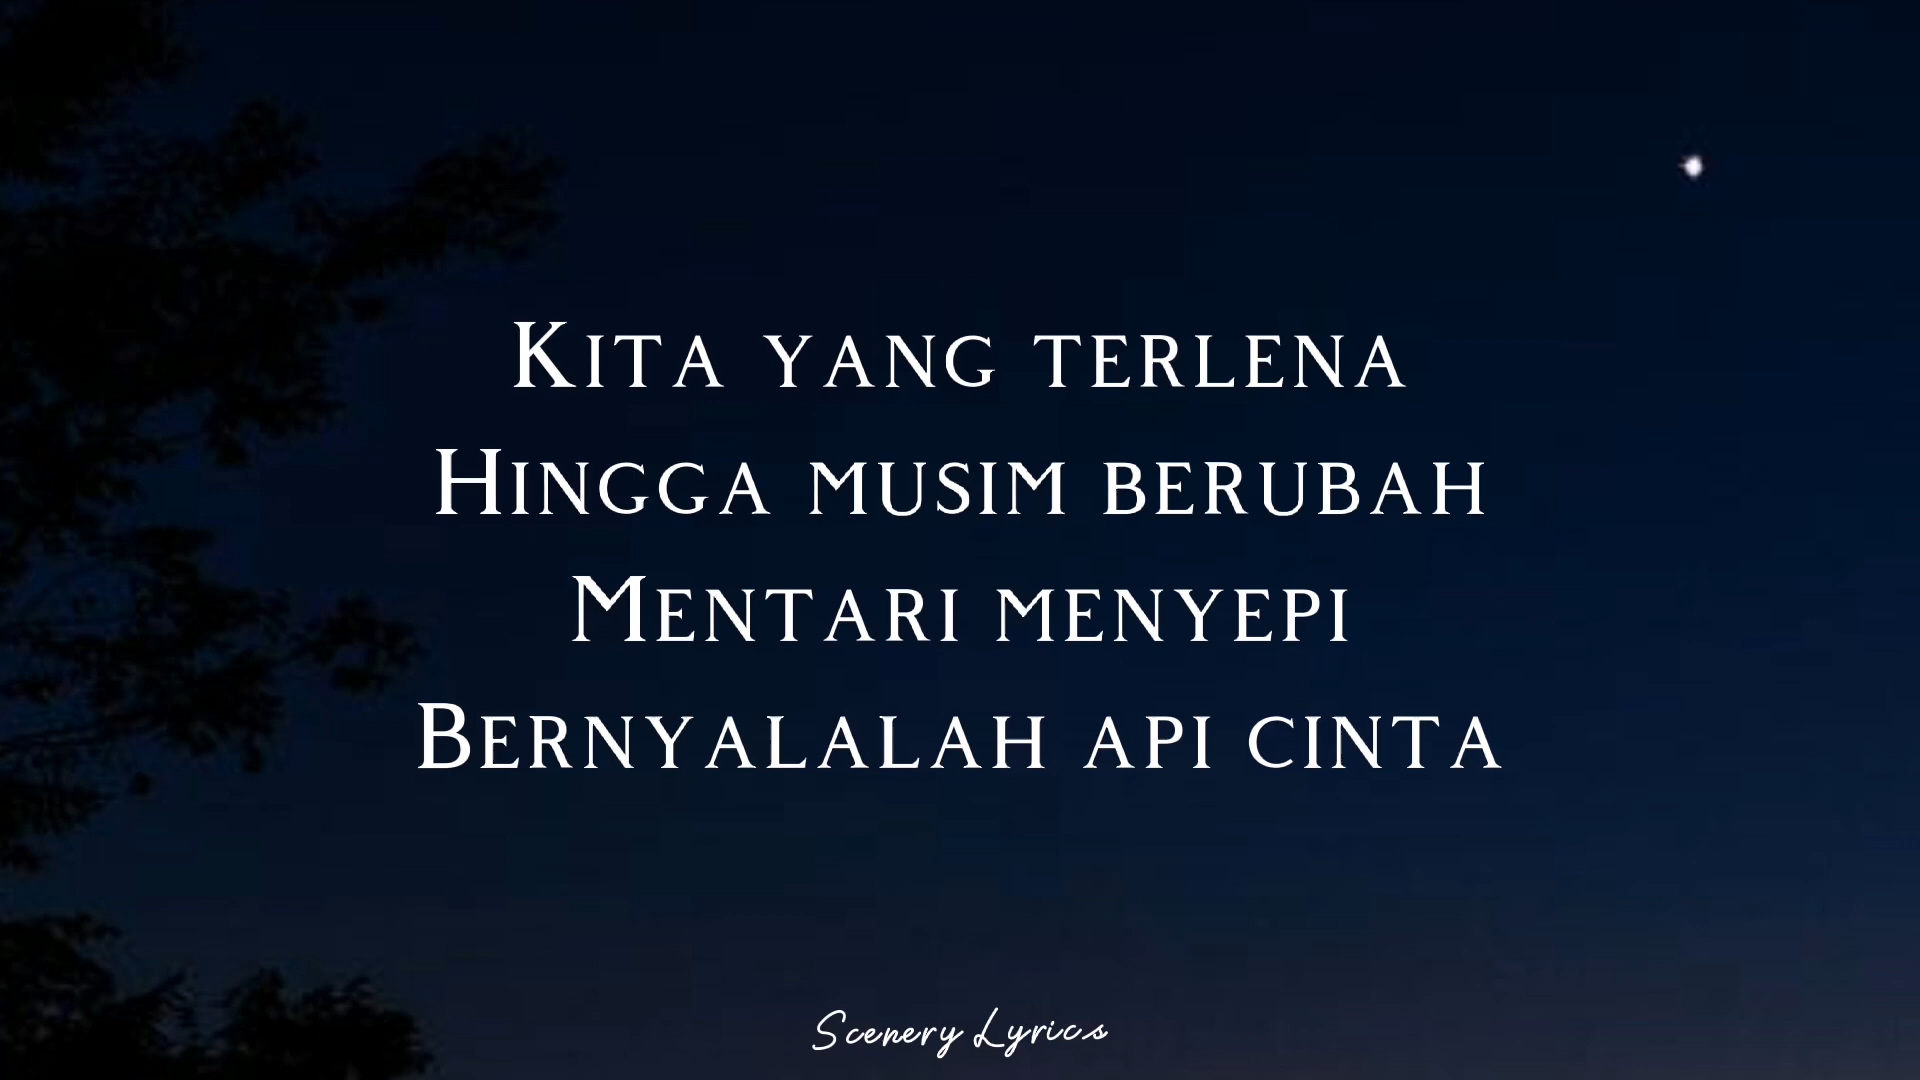 Kita yang terlena
Hingga musim berubah
Mentari menyepi
Bernyalalah api cinta
Scenery Lyrics